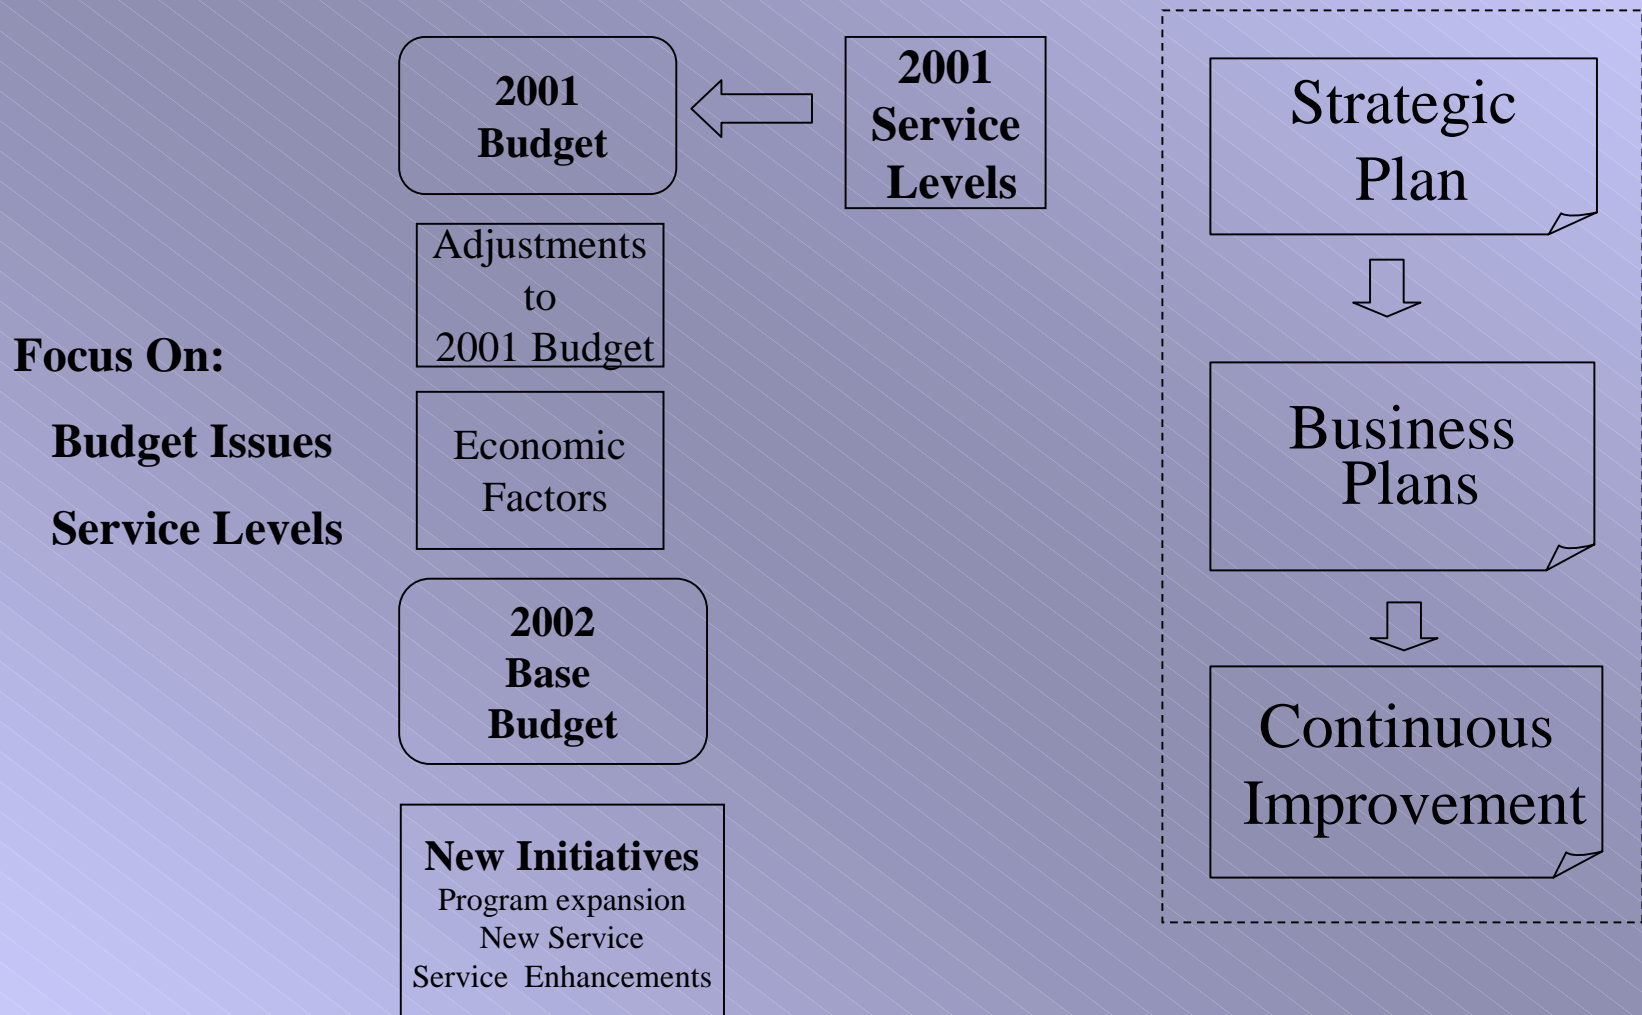 2001
Budget
2001
Service
Levels
Strategic
Plan
Adjustments
to
2001 Budget
Focus On:
Budget Issues
Service Levels
Economic
Factors
Business
Plans
2002
Base
Budget
Continuous
Improvement
New Initiatives
Program expansion
New Service
Service Enhancements